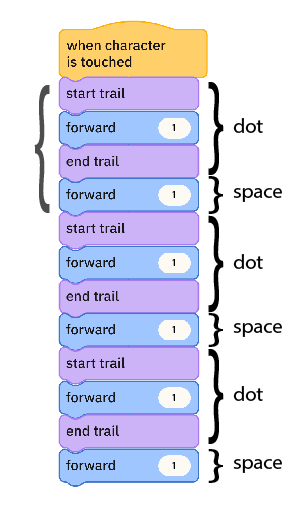 when character
is touched
start trail
forward 1
dot
end trail
forward 1
space
start trail
forward 1
dot
end trail
forward 1
space
start trail
forward 1
dot
end trail
forward 1
space